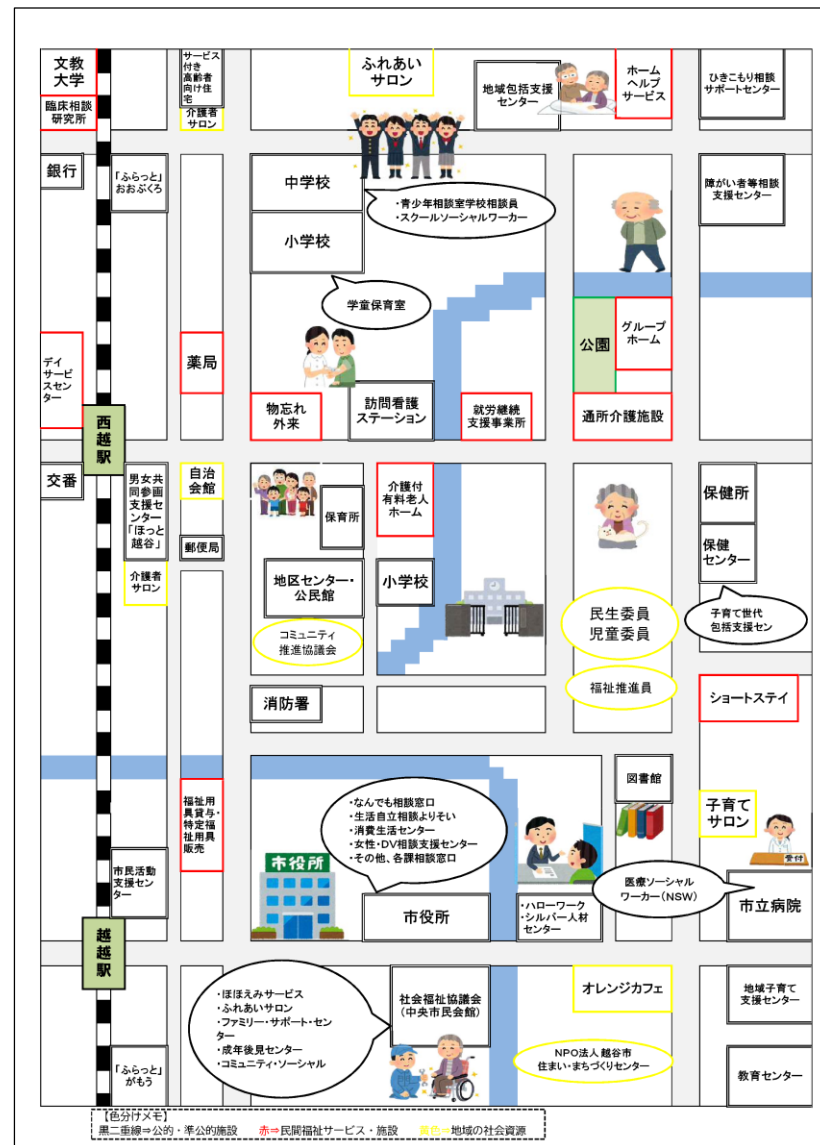 文教
大学
臨床相談
研究所
サービス
付き
高齢者
向け住
宅
介護者
サロン
ふれあい
サロン
地域包括支援
センター
ホーム
ヘルプ
サービス
ひきこもり相談
サポートセンター
銀行
「ふらっと」
おおぶくろ
中学校
小学校
・青少年相談室学校相談員
・スクールソーシャルワーカー
学童保育室
障がい者等相談
支援センター
デイ
サービ
スセン
ター
薬局
公園
グループ
ホーム
西越駅
物忘れ
外来
訪問看護
ステーション
就労継続
支援事業所
通所介護施設
交番
男女共
同参画
支援セ
ンター
「ほっと
越谷」
介護者
サロン
自治
会館
郵便局
保育所
地区センター・
公民館
コミュニティ
推進協議会
介護付
有料老人
ホーム
小学校
民生委員
児童委員
福祉推進員
保健所
保健
センター
子育て世代
包括支援セン
消防署
ショートステイ
福祉用
具貸与・
特定福
祉用具
販売
・なんでも相談窓口
・生活自立相談よりそい
・消費生活センター
・女性・DV相談支援センター
・その他、各課相談窓口
図書館
子育て
サロン
受付
市民活動
支援セン
ター
市役所
市役所
・ハローワーク
・シルバー人材
センター
医療ソーシャル
ワーカー(NSW)
市立病院
越越駅
・ほほえみサービス
・ふれあいサロン
・ファミリー・サポート・セン
ター
・成年後見センター
・コミュニティ・ソーシャル
社会福祉協議会
(中央市民会館)
オレンジカフェ
地域子育て
支援センター
「ふらっと」
がもう
NPO法人越谷市
住まい・まちづくりセンター
教育センター
【色分けメモ】
黒二重線⇒公的・準公的施設 赤⇒民間福祉サービス・施設 黄色⇒地域の社会資源